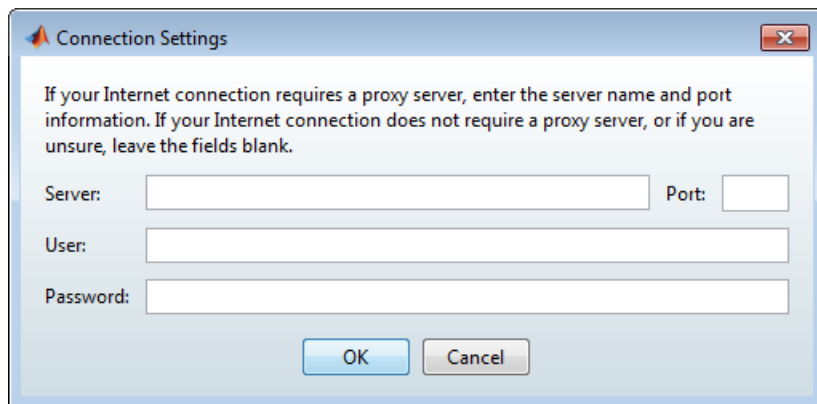 Connection Settings
If your Internet connection requires a proxy server, enter the server name and port
information. If your Internet connection does not require a proxy server, or if you are
unsure, leave the fields blank.
Server: Port:
User:
Password:
OK Cancel